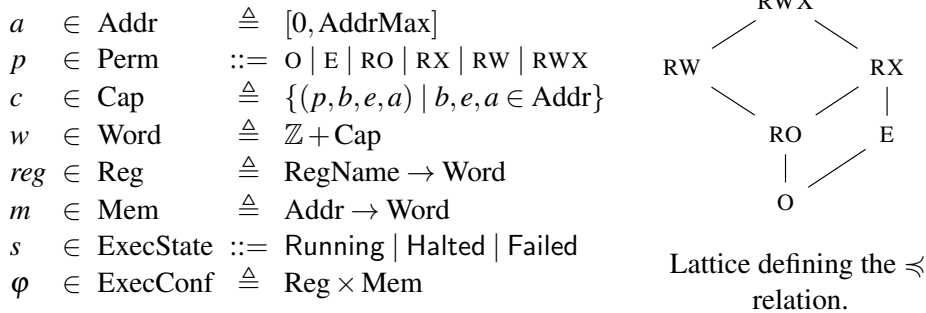 a ∈ Addr ≜ [0, AddrMax]
p ∈ Perm ::= O | E | RO | RX | RW | RWX
c ∈ Cap ≜ {(p,b,e,a) | b,e,a ∈ Addr}
w ∈ Word ≜ ℤ + Cap
reg ∈ Reg ≜ RegName → Word
m ∈ Mem ≜ Addr → Word
s ∈ ExecState ::= Running | Halted | Failed
φ ∈ ExecConf ≜ Reg × Mem
RWX
RW RX
RO E
O
Lattice defining the ≼
relation.